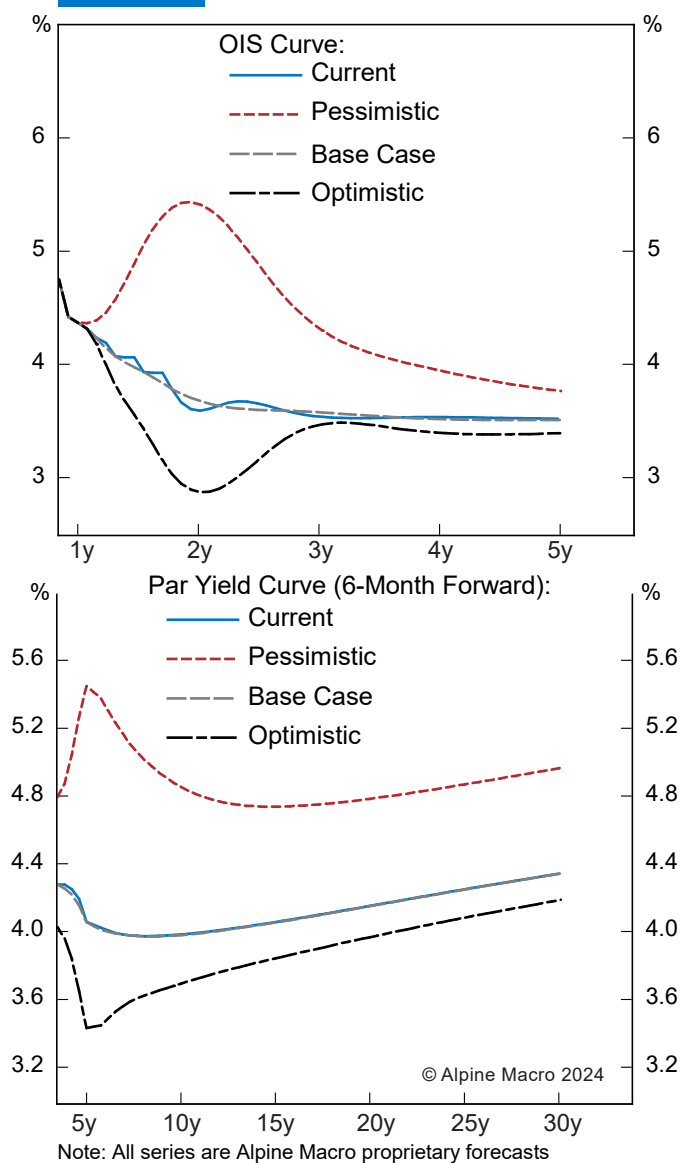 % %
OIS Curve:
Current
Pessimistic
Base Case
Optimistic
6 6
5 5
4 4
3 3
1y 2y 3y 4y 5y
Par Yield Curve (6-Month Forward):
% %
Current
Pessimistic
Base Case
Optimistic
5.6 5.6
5.2 5.2
4.8 4.8
4.4 4.4
4.0 4.0
3.6 3.6
3.2 3.2
© Alpine Macro 2024
5y 10y 15y 20y 25y 30y
Note: All series are Alpine Macro proprietary forecasts